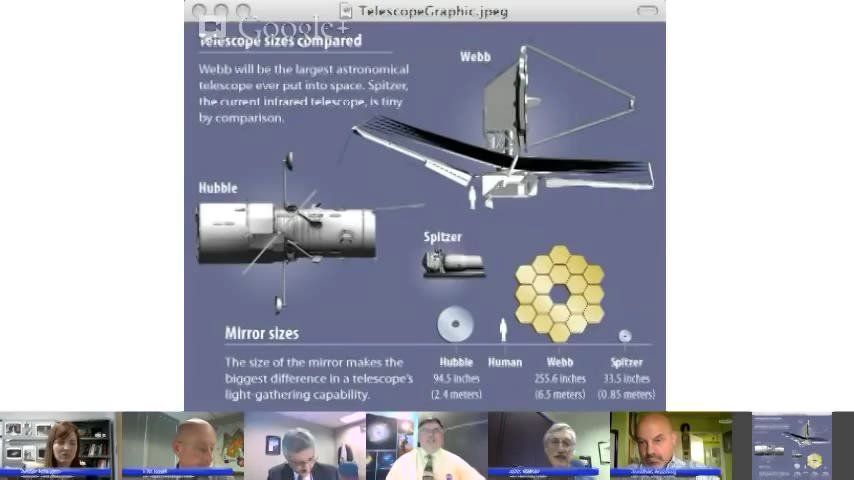 TelescopeGraphic.jpeg
Google+
Telescope sizes compared
Webb will be the largest astronomical
telescope ever put into space. Spitzer,
the current infrared telescope, is tiny
by comparison.
Webb
Hubble
Spitzer
Mirror sizes
The size of the mirror makes the
biggest difference in a telescope's
light-gathering capability.
Hubble
94.5 inches
(2.4 meters)
Human
Webb
255.6 inches
(6.5 meters)
Spitzer
33.5 inches
(0.85 meters)